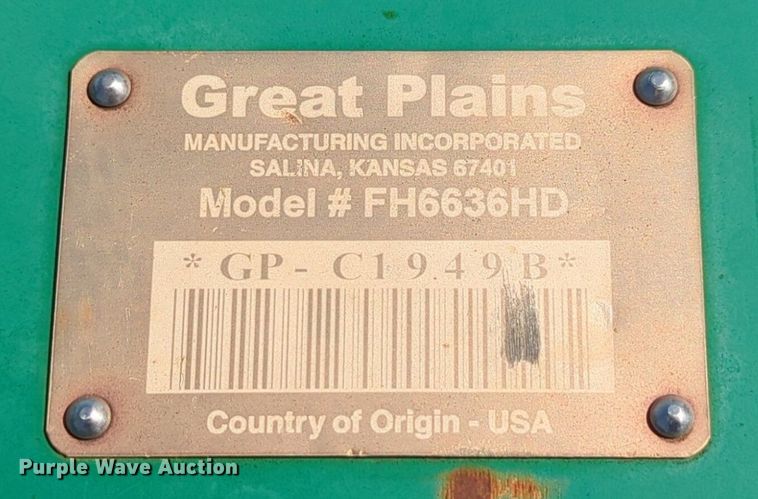 Great Plains
MANUFACTURING INCORPORATED
SALINA, KANSAS 67401
Model # FH6636HD
*GP-C1949B*
Country of Origin - USA
Purple Wave Auction